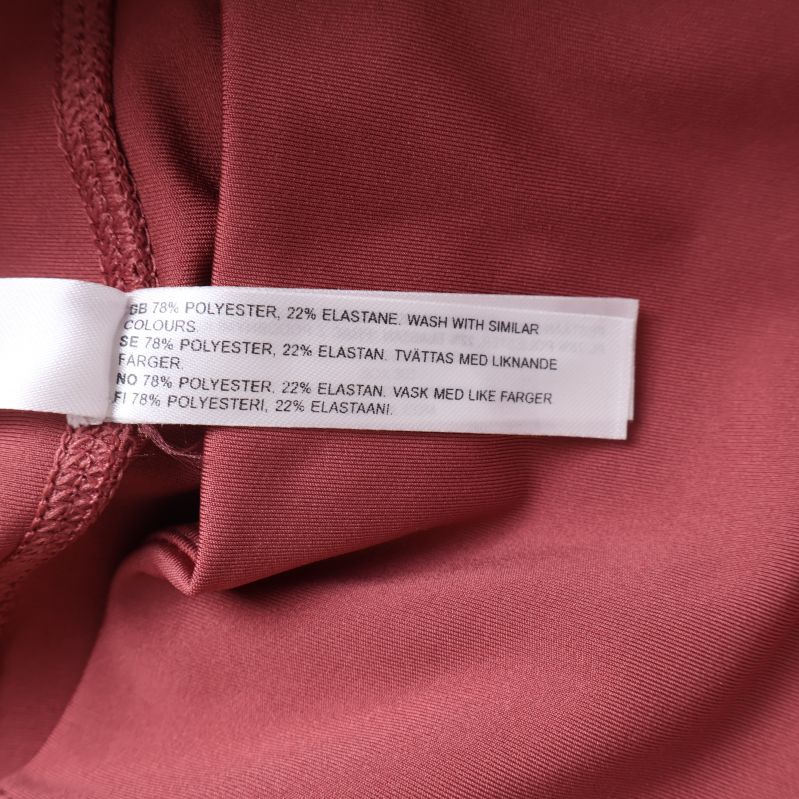 GB 78% POLYESTER, 22% ELASTANE. WASH WITH SIMILAR
COLOURS.
SE 78% POLYESTER, 22% ELASTAN. TVÄTTAS MED LIKNANDE
FÄRGER.
NO 78% POLYESTER, 22% ELASTAN. VASK MED LIKE FARGER
FI 78% POLYESTERI, 22% ELASTAANI.